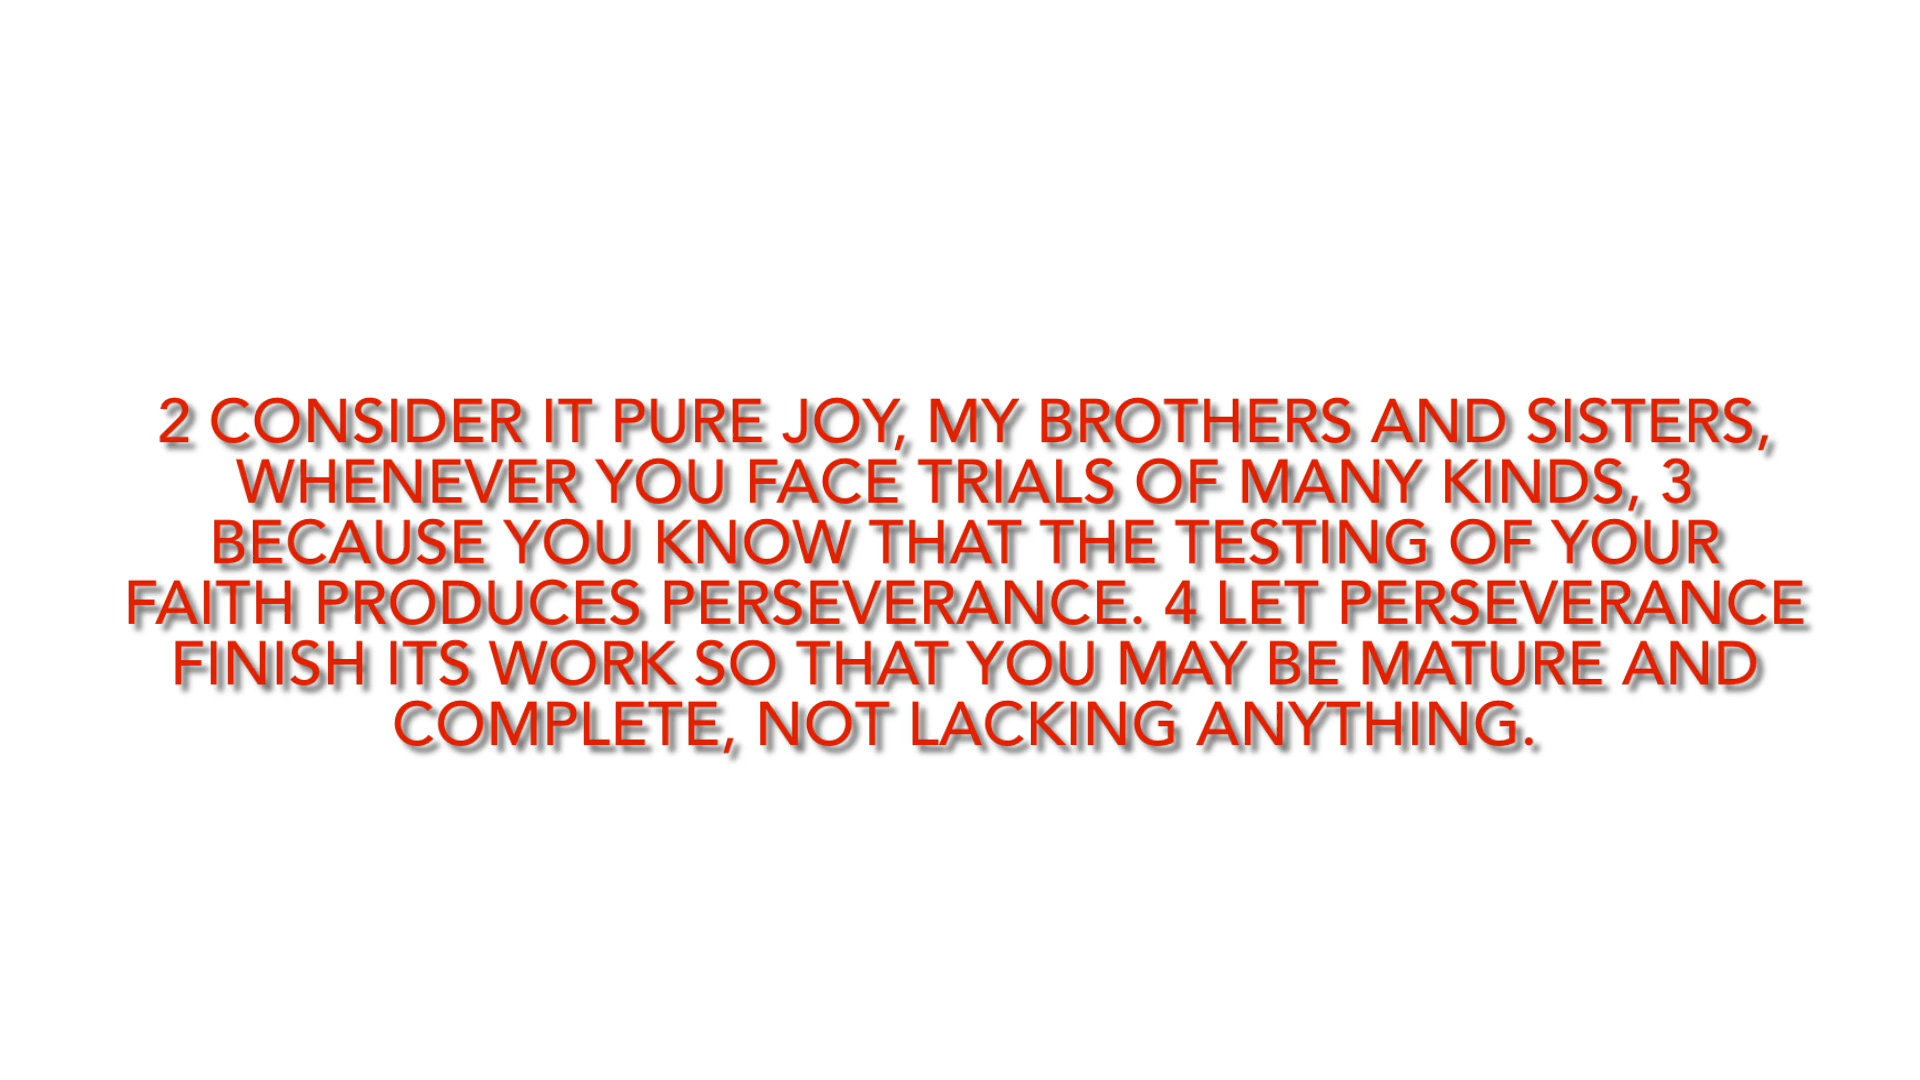 2 CONSIDER IT PURE JOY, MY BROTHERS AND SISTERS,
WHENEVER YOU FACE TRIALS OF MANY KINDS, 3
BECAUSE YOU KNOW THAT THE TESTING OF YOUR
FAITH PRODUCES PERSEVERANCE. 4 LET PERSEVERANCE
FINISH ITS WORK SO THAT YOU MAY BE MATURE AND
COMPLETE, NOT LACKING ANYTHING.